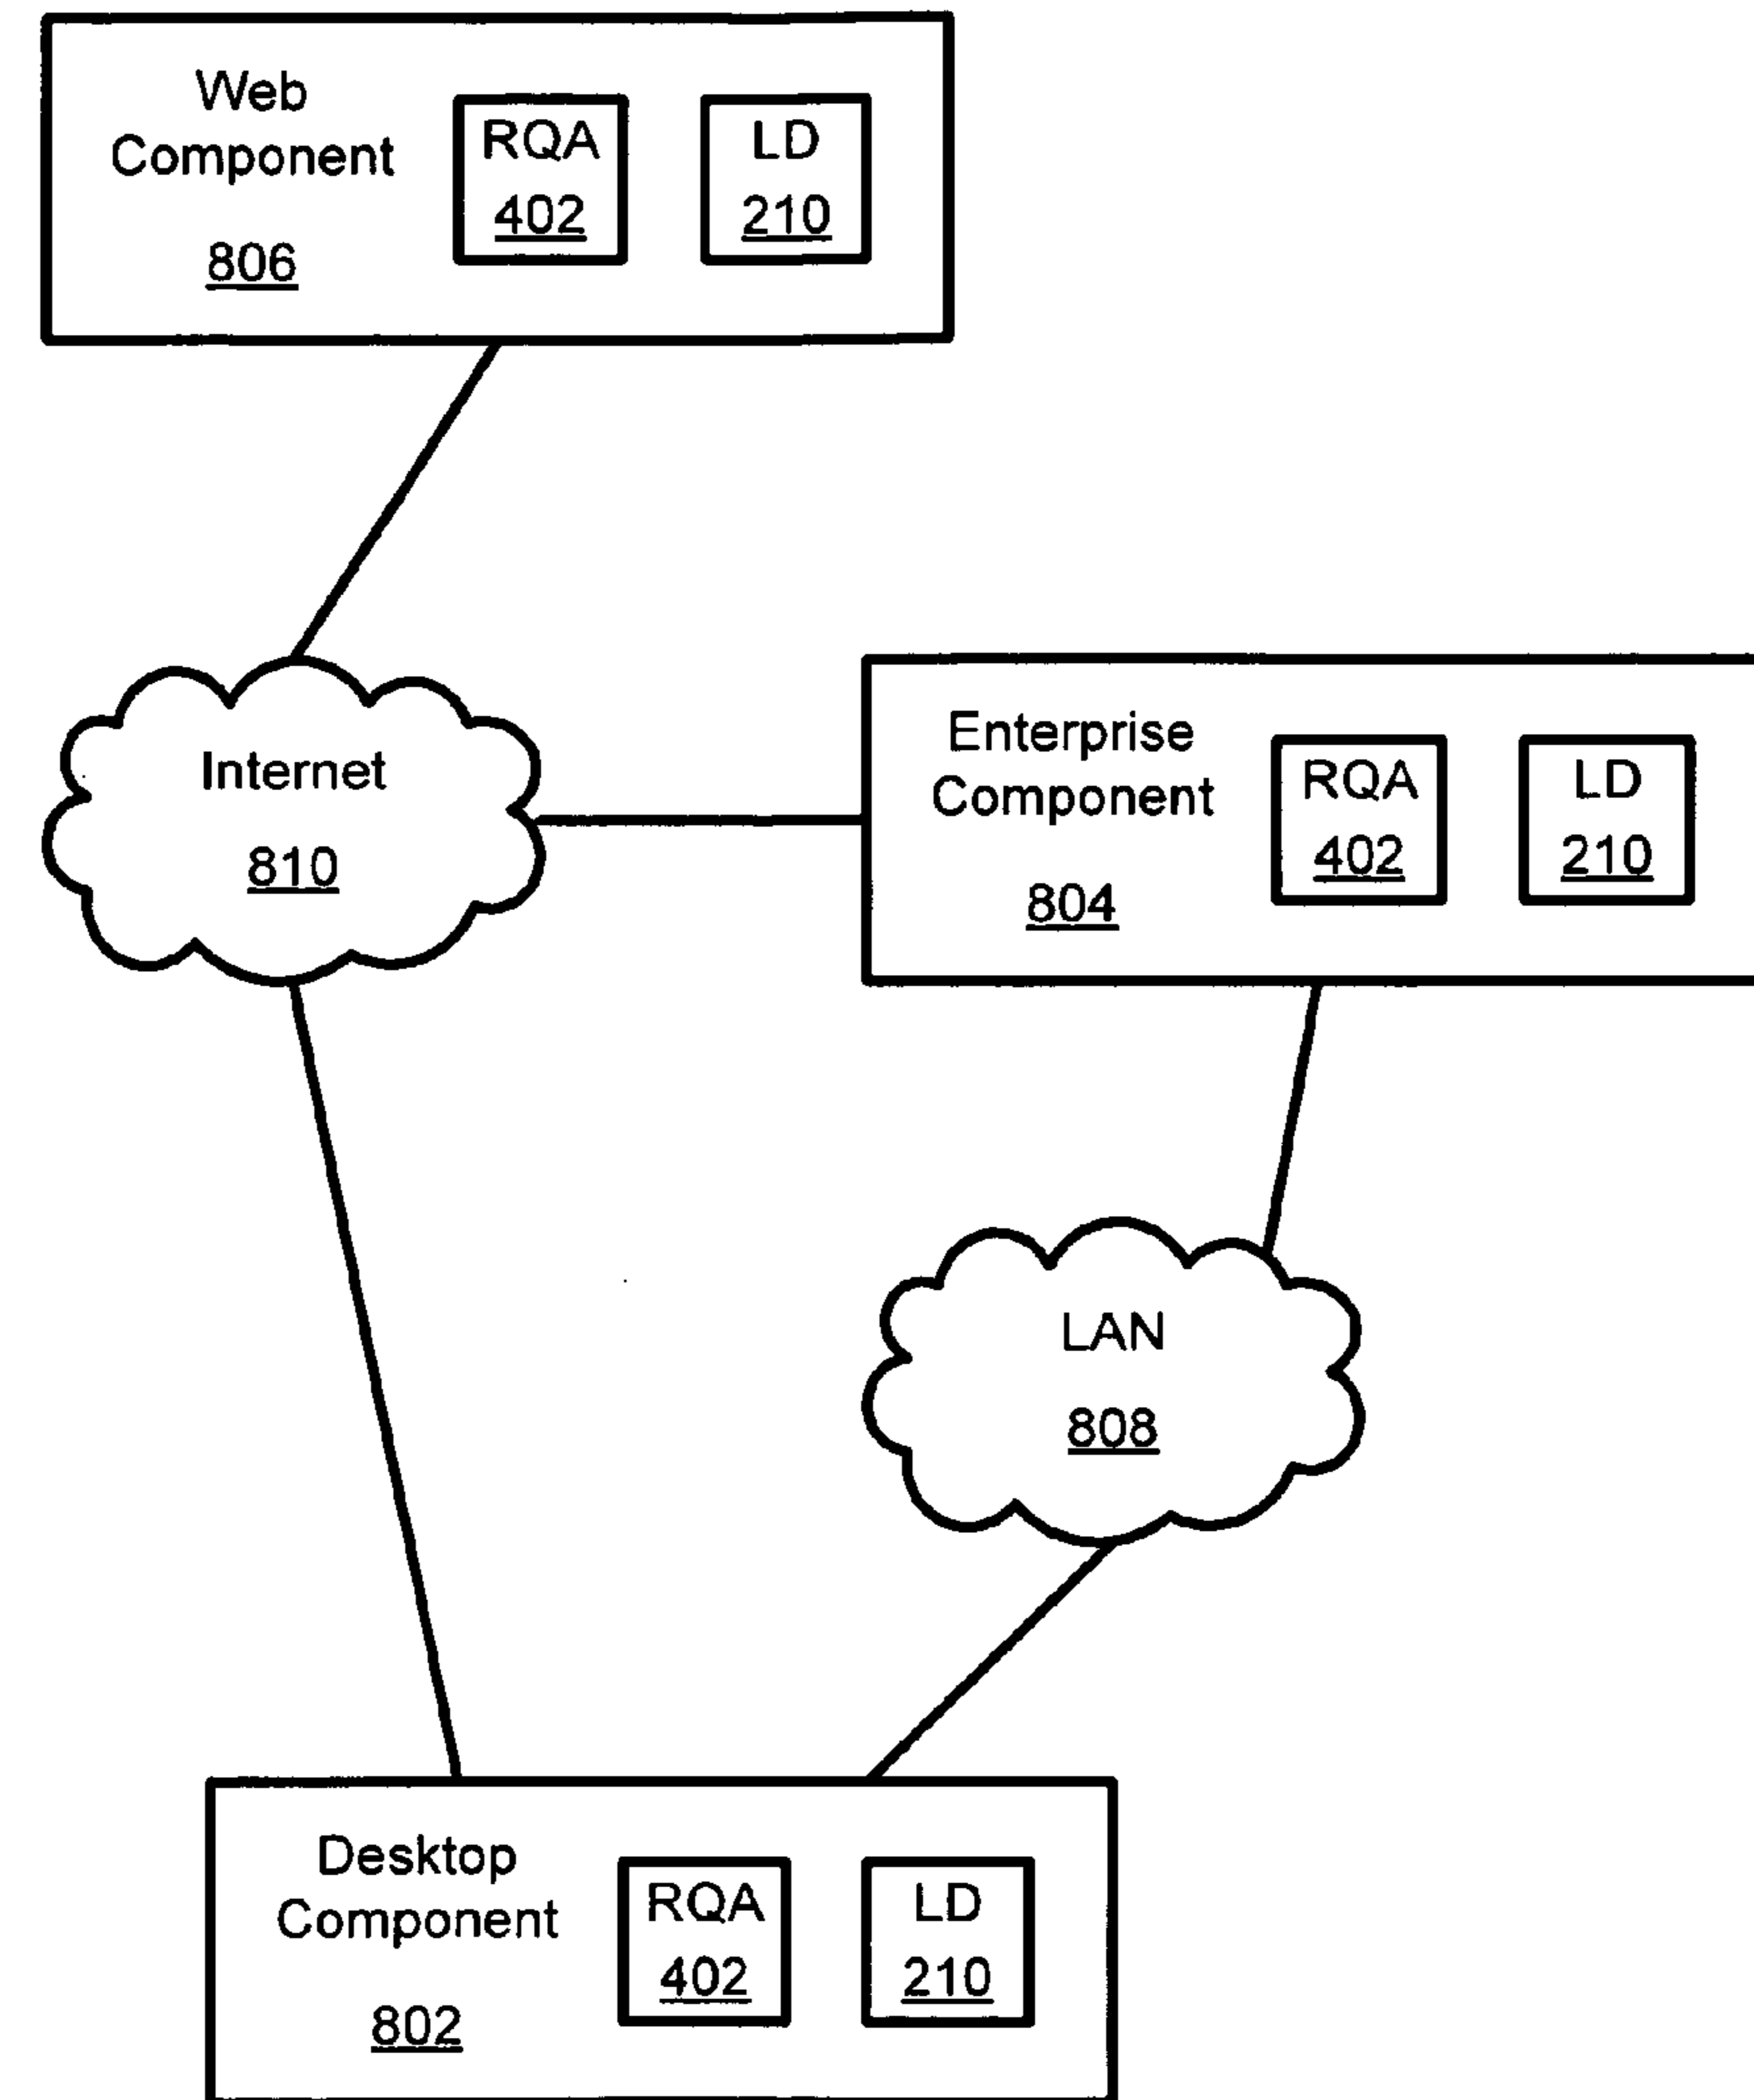 Web
Component
806
RQA
402
LD
210
Internet
810
Enterprise
Component
804
RQA
402
LD
210
LAN
808
Desktop
Component
802
RQA
402
LD
210